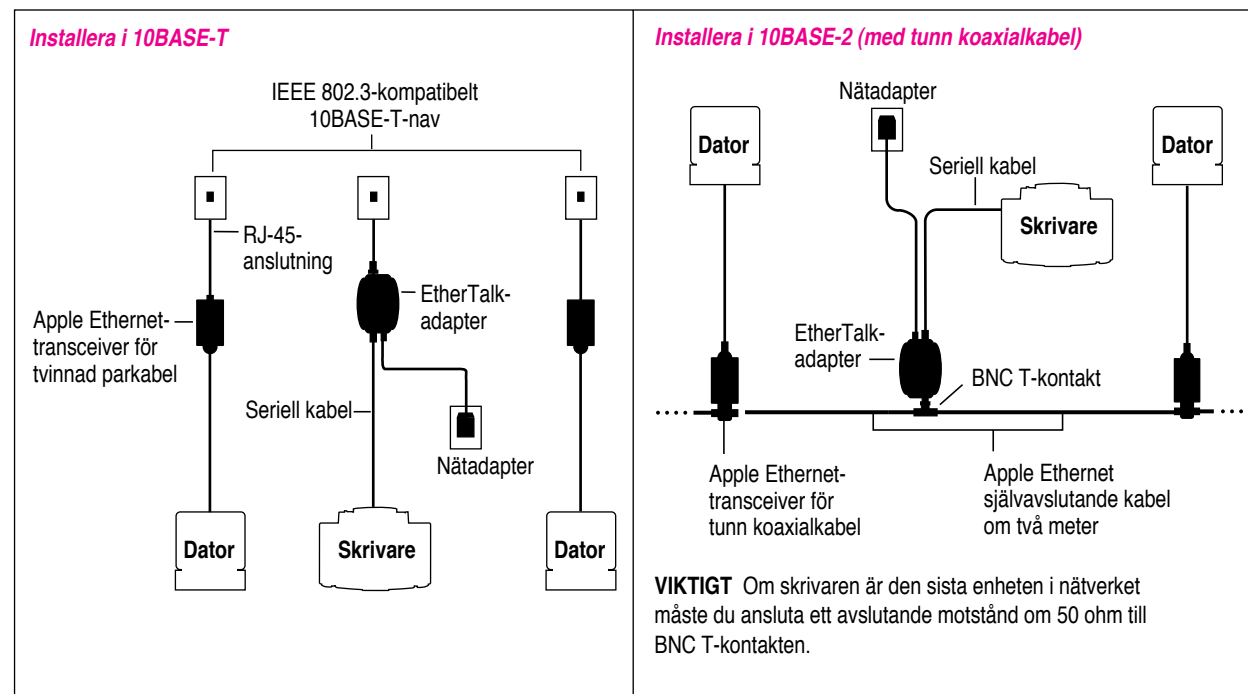 Installera i 10BASE-T
IEEE 802.3-kompatibelt
10BASE-T-nav
RJ-45-
anslutning
EtherTalk-
adapter
Apple Ethernet-
transceiver för
tvinnad parkabel
Seriell kabel
Nätadapter
Dator
Skrivare
Dator
Installera i 10BASE-2 (med tunn koaxialkabel)
Nätadapter
Dator
Dator
Seriell kabel
Skrivare
EtherTalk-
adapter
BNC T-kontakt
Apple Ethernet-
transceiver för
tunn koaxialkabel
Apple Ethernet
självavslutande kabel
om två meter
VIKTIGT Om skrivaren är den sista enheten i nätverket
måste du ansluta ett avslutande motstånd om 50 ohm till
BNC T-kontakten.